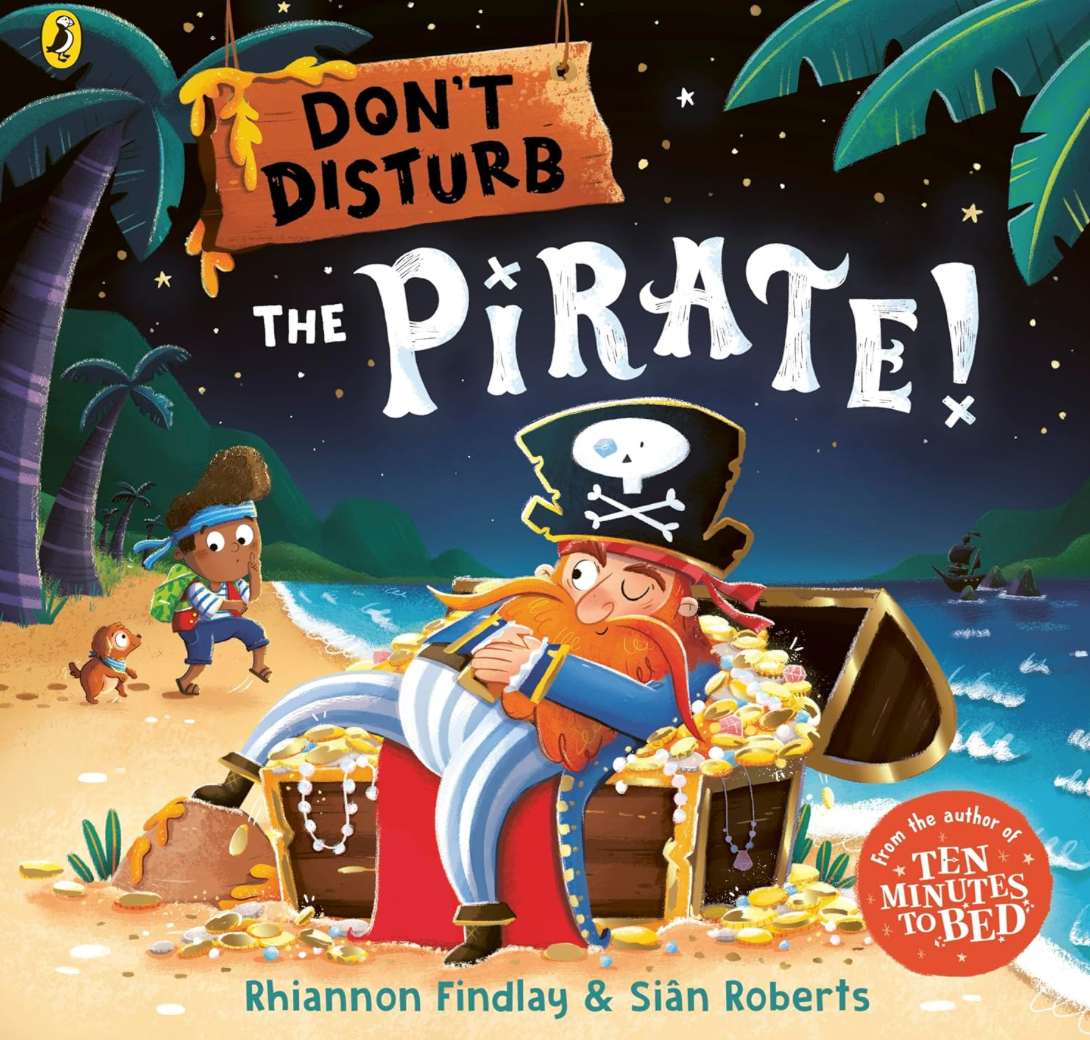 DON'T
DISTURB
THE PiRATE!
From the author of
TEN
MINUTES
TO BED
Rhiannon Findlay & Siân Roberts